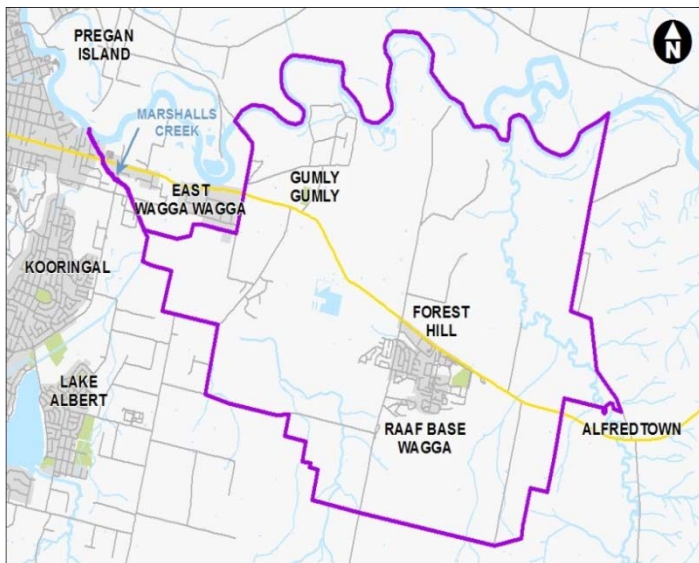 PREGAN
ISLAND
N
MARSHALLS
CREEK
EAST
WAGGA WAGGA
GUMLY
GUMLY
KOORINGAL
FOREST
HILL
LAKE
ALBERT
RAAF BASE
WAGGA
ALFREDTOWN